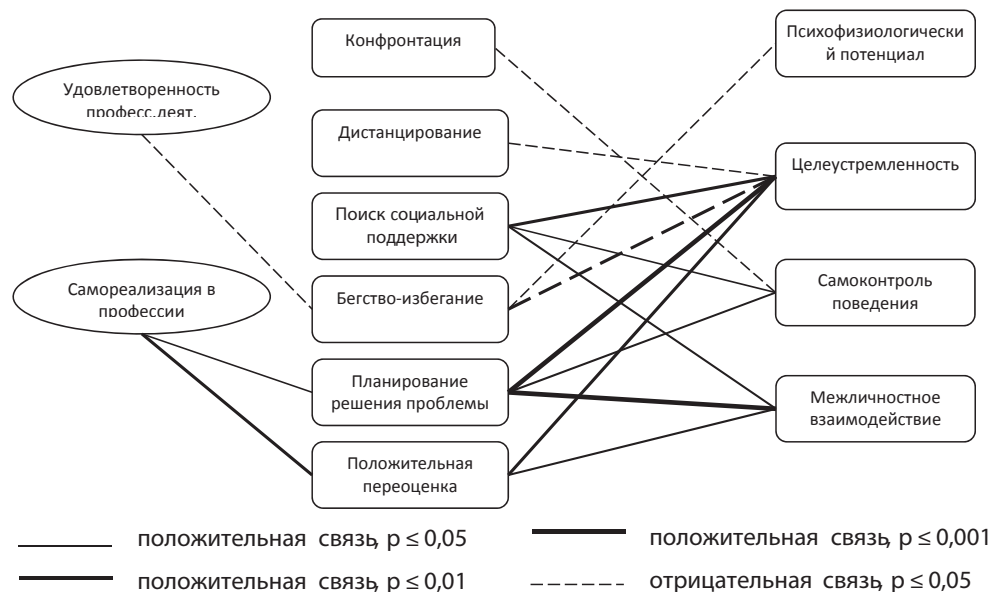 Конфронтация
Психофизиологически
й потенциал
Удовлетворенность
професс.деят.
Дистанцирование
Целеустремленность
Поиск социальной
поддержки
Самореализация в
профессии
Бегство-избегание
Самоконтроль
поведения
Планирование
решения проблемы
Межличностное
взаимодействие
Положительная
переоценка
положительная связь, p ≤ 0,05
положительная связь, p ≤ 0,001
положительная связь, p ≤ 0,01
отрицательная связь, p ≤ 0,05